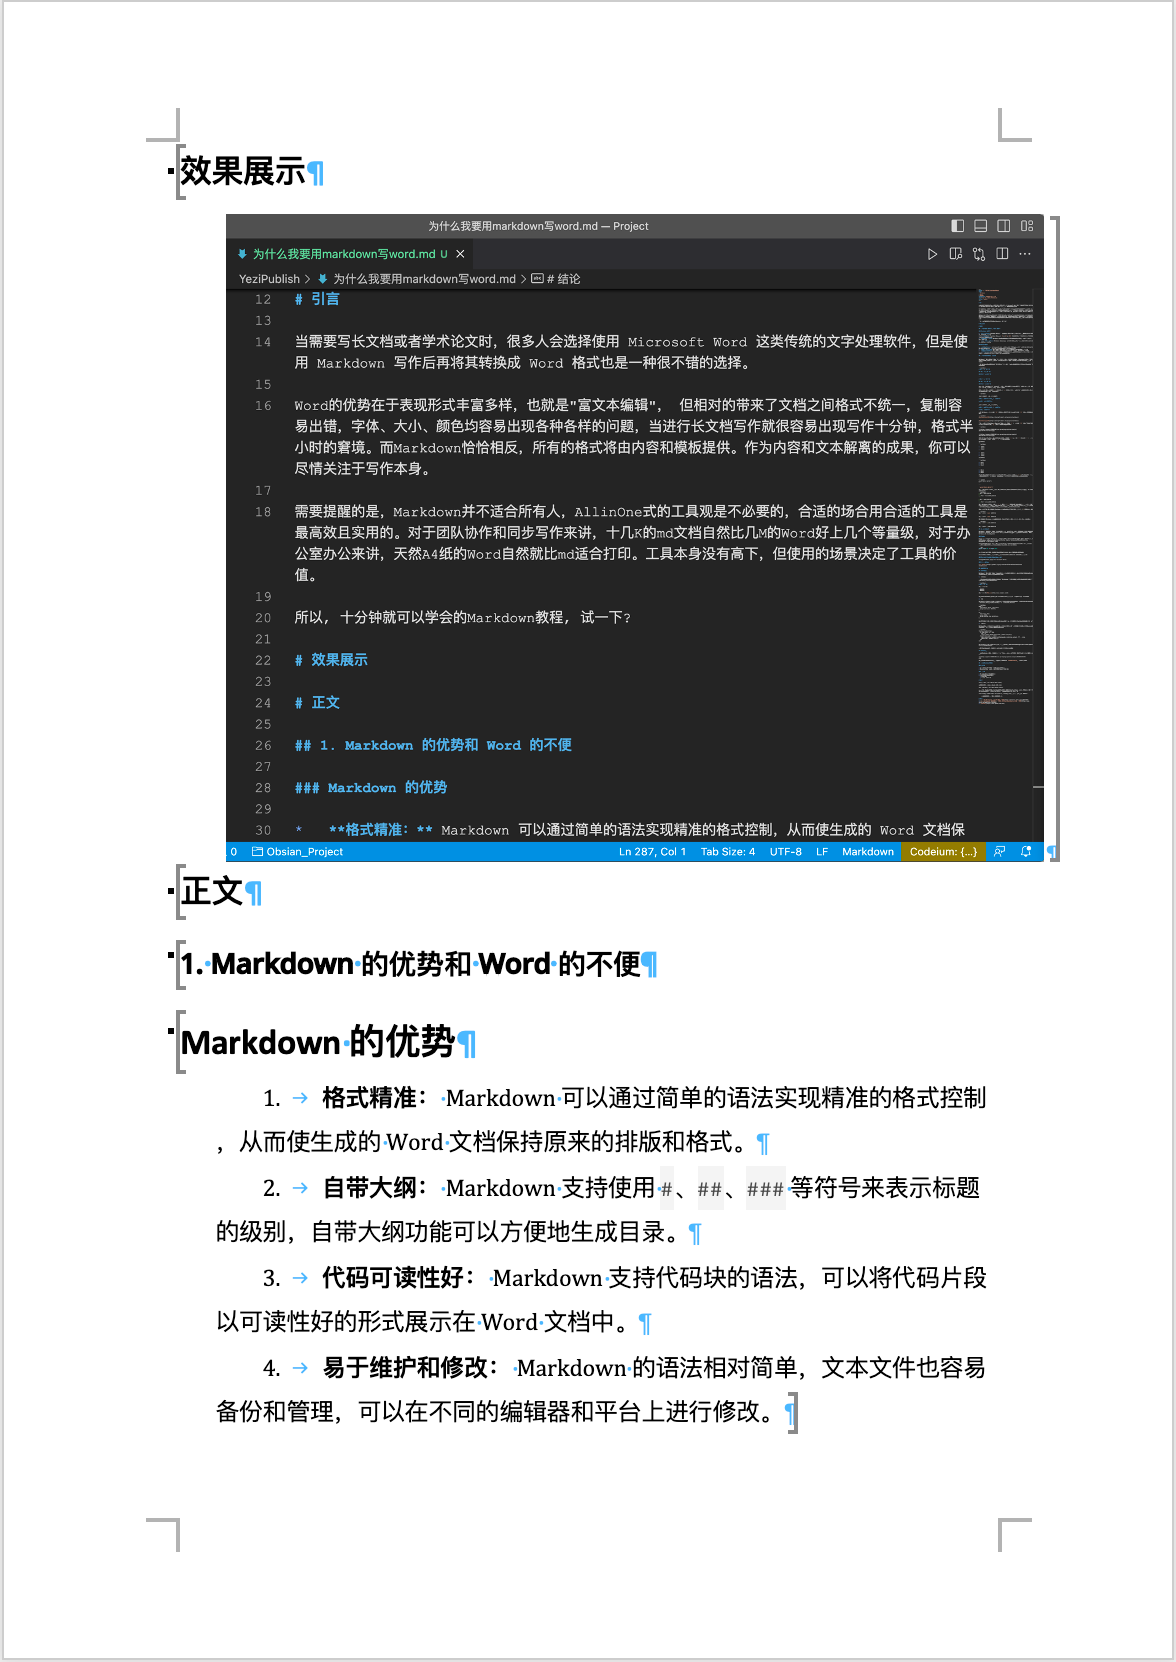 效果展示
为什么我要用markdown写word.md — Project
为什么我要用markdown写word.md U
YeziPublish > 为什么我要用markdown写word.md > # 结论
12 # 引言
13
14 当需要写长文档或者学术论文时，很多人会选择使用 Microsoft Word 这类传统的文字处理软件，但是使
用 Markdown 写作后再将其转换成 Word 格式也是一种很不错的选择。
15
16 Word的优势在于表现形式丰富多样，也就是"富文本编辑"， 但相对的带来了文档之间格式不统一，复制容
易出错，字体、大小、颜色均容易出现各种各样的问题，当进行长文档写作就很容易出现写作十分钟，格式半
小时的窘境。而Markdown恰恰相反，所有的格式将由内容和模板提供。作为内容和文本解离的成果，你可以
尽情关注于写作本身。
17
18 需要提醒的是，Markdown并不适合所有人，AllinOne式的工具观是不必要的，合适的场合用合适的工具是
最高效且实用的。对于团队协作和同步写作来讲，十几K的md文档自然比几M的Word好上几个等量级，对于办
公室办公来讲，天然A4纸的Word自然就比md适合打印。工具本身没有高下，但使用的场景决定了工具的价
值。
19
20 所以, 十分钟就可以学会的Markdown教程, 试一下?
21
22 # 效果展示
23
24 # 正文
25
26 ## 1. Markdown 的优势和 Word 的不便
27
28 ### Markdown 的优势
29
30 * **格式精准：** Markdown 可以通过简单的语法实现精准的格式控制，从而使生成的 Word 文档保
0 Obsian_Project Ln 287, Col 1 Tab Size: 4 UTF-8 LF Markdown Codeium: {...}
正文
1. Markdown 的优势和 Word 的不便
Markdown 的优势
1. 格式精准： Markdown 可以通过简单的语法实现精准的格式控制
，从而使生成的 Word 文档保持原来的排版和格式。
2. 自带大纲： Markdown 支持使用 #、##、### 等符号来表示标题
的级别，自带大纲功能可以方便地生成目录。
3. 代码可读性好： Markdown 支持代码块的语法，可以将代码片段
以可读性好的形式展示在 Word 文档中。
4. 易于维护和修改： Markdown 的语法相对简单，文本文件也容易
备份和管理，可以在不同的编辑器和平台上进行修改。